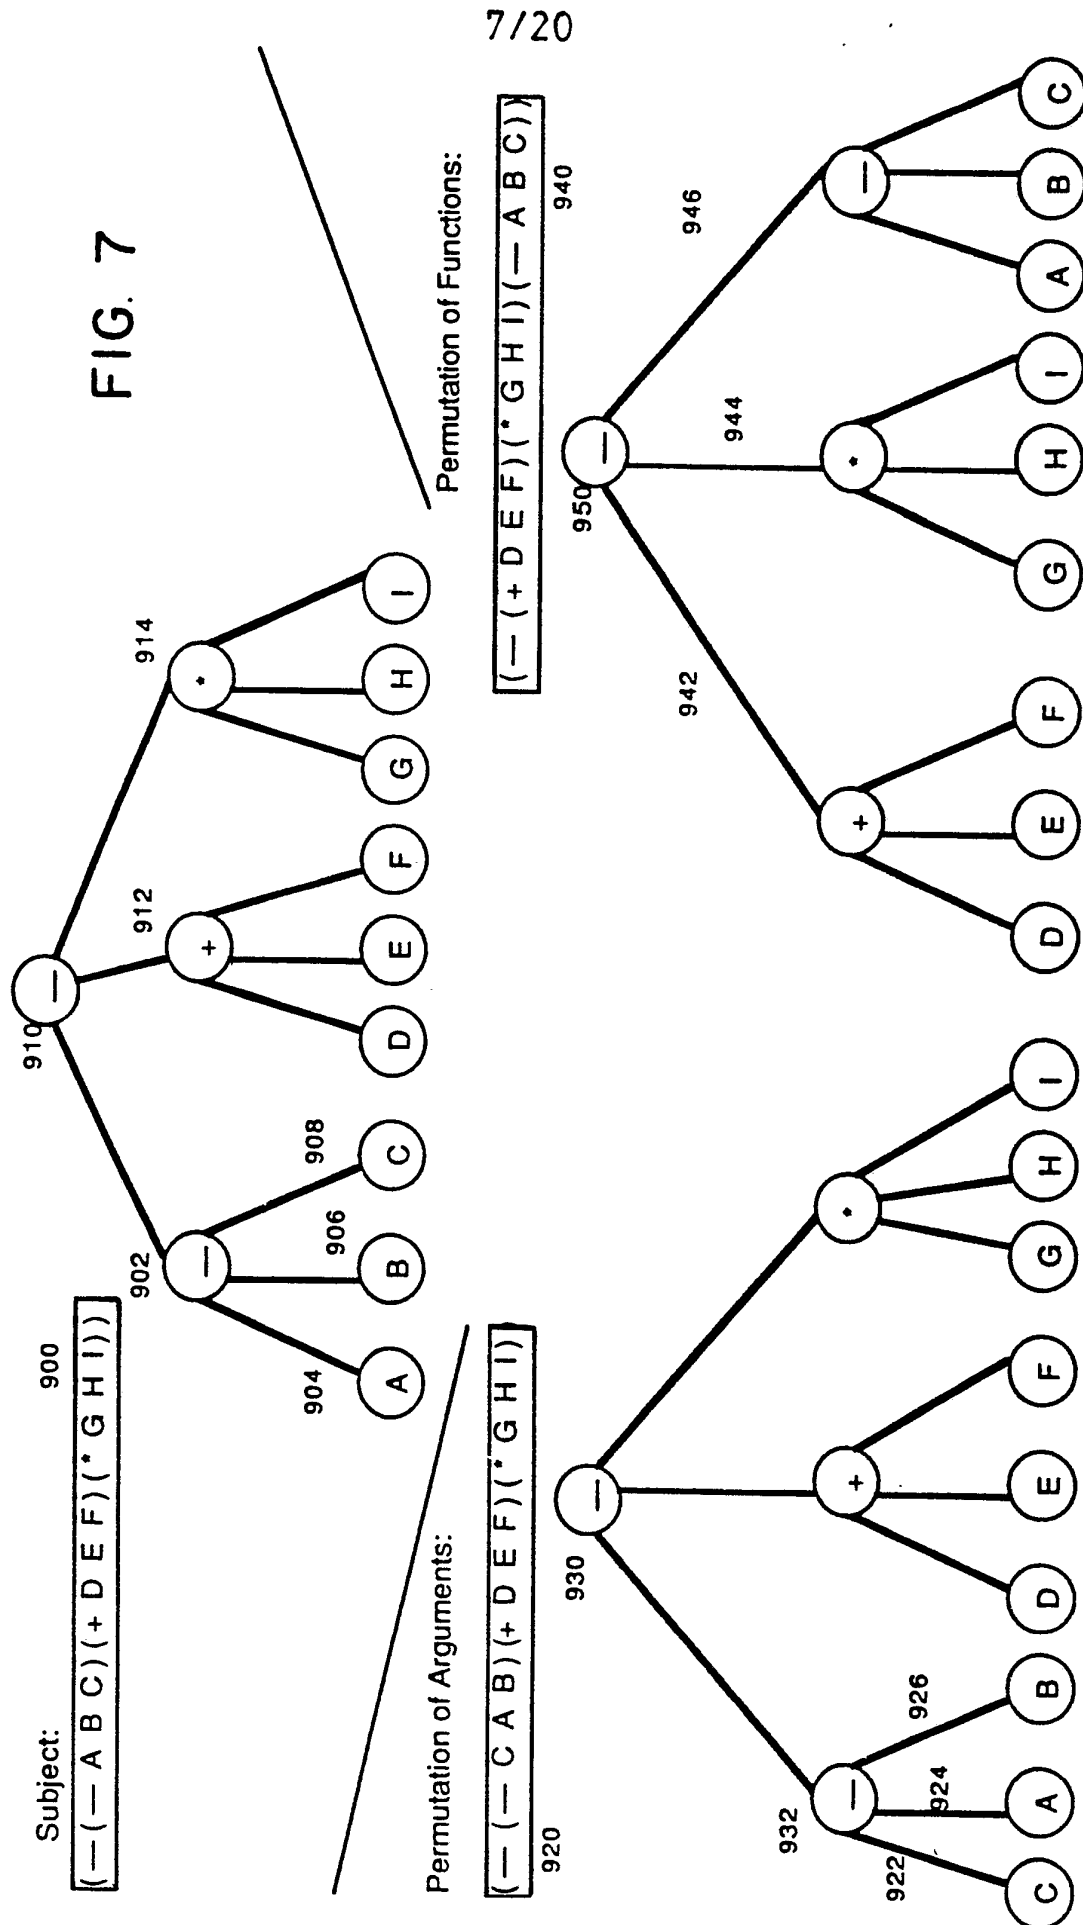 7/20
FIG. 7
Subject:
900
(— (— A B C) (+ D E F) (* G H I))
910
—
902
912
914
—
+
*
904
906
908
A
B
C
D
E
F
G
H
I
Permutation of Arguments:
(— (— C A B) (+ D E F) (* G H I)
920
930
—
932
—
+
*
922
924
926
C
A
B
D
E
F
G
H
I
Permutation of Functions:
(— (+ D E F) (* G H I) (— A B C))
940
950
—
942
944
946
+
*
—
D
E
F
G
H
I
A
B
C